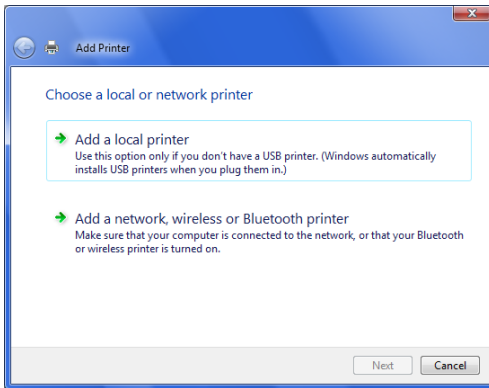 Add Printer
Choose a local or network printer
Add a local printer
Use this option only if you don't have a USB printer. (Windows automatically
installs USB printers when you plug them in.)
Add a network, wireless or Bluetooth printer
Make sure that your computer is connected to the network, or that your Bluetooth
or wireless printer is turned on.
Next Cancel